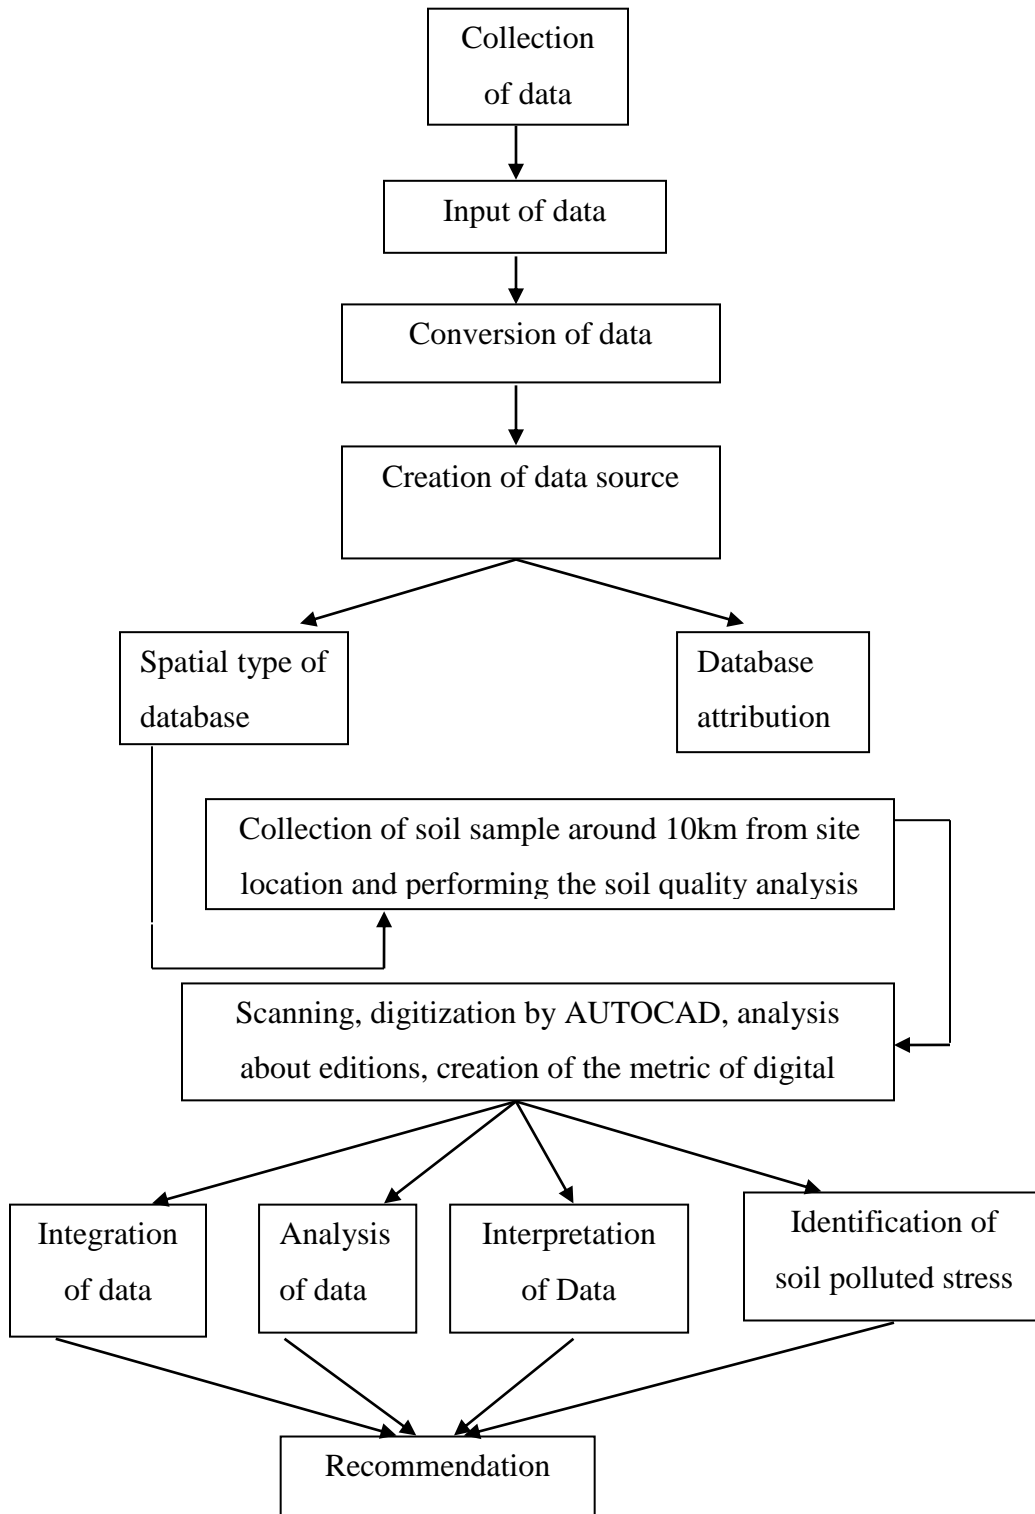 Collection
of data
Input of data
Conversion of data
Creation of data source
Spatial type of
database
Database
attribution
Collection of soil sample around 10km from site
location and performing the soil quality analysis
Scanning, digitization by AUTOCAD, analysis
about editions, creation of the metric of digital
Integration
of data
Analysis
of data
Interpretation
of Data
Identification of
soil polluted stress
Recommendation